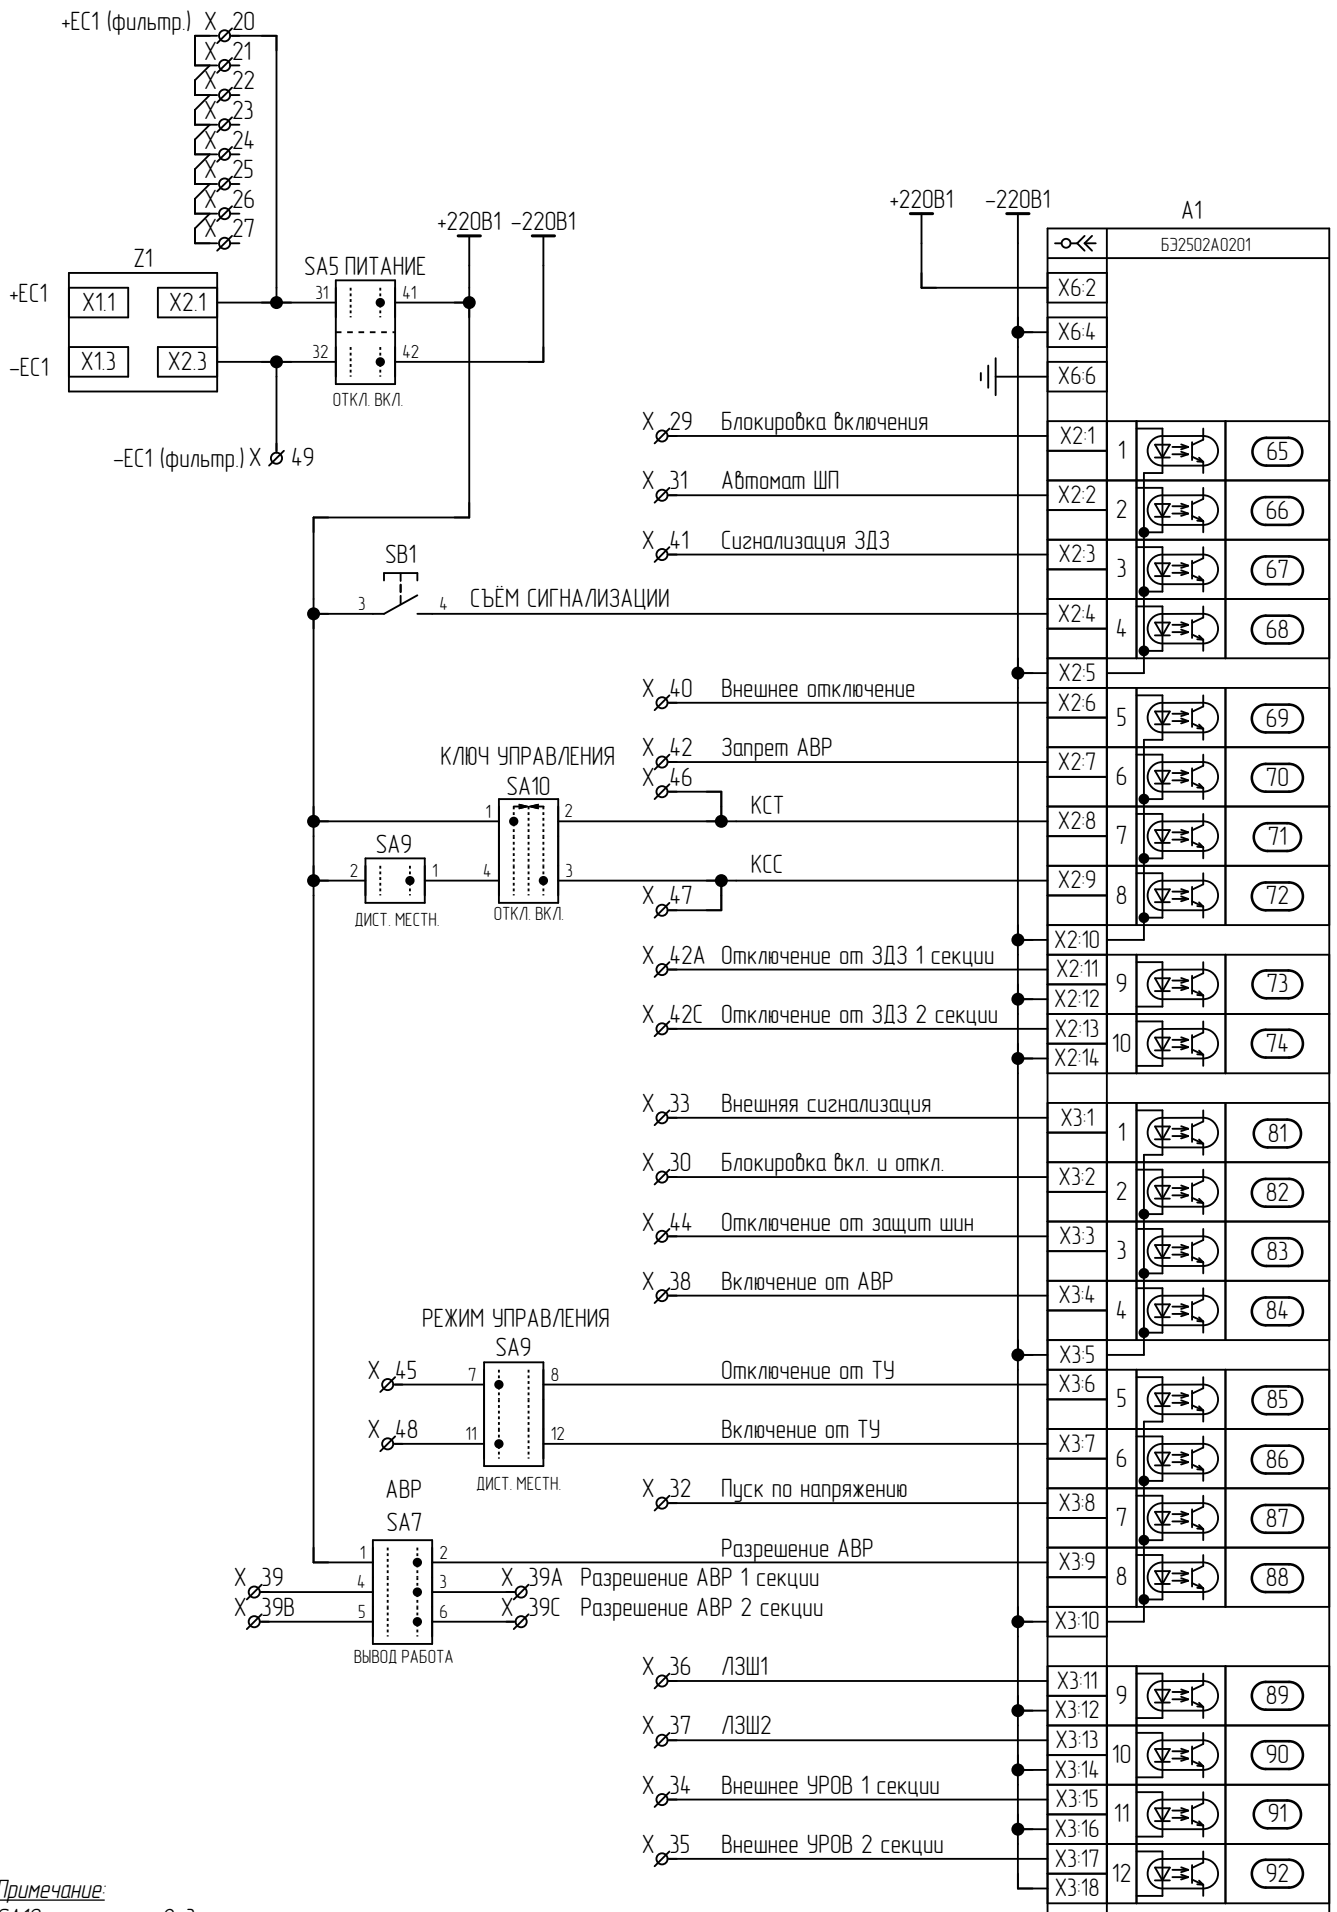 +ЕС1 (фильтр.) X 20
X 21
X 22
X 23
X 24
X 25
X 26
X 27
+220В1 -220В1
Z1
SA5 ПИТАНИЕ
+ЕС1 X1.1 X2.1 31 41
-ЕС1 X1.3 X2.3 32 42
ОТКЛ. ВКЛ.
-ЕС1 (фильтр.) X 49
+220В1 -220В1
А1
БЭ2502А0201
X6:2
X6:4
X6:6
X 29 Блокировка включения X2:1 1 65
X 31 Автомат ШП X2:2 2 66
X 41 Сигнализация ЗДЗ X2:3 3 67
SB1
3 4 СЪЁМ СИГНАЛИЗАЦИИ X2:4 4 68
X2:5
X 40 Внешнее отключение X2:6 5 69
X 42 Запрет АВР X2:7 6 70
КЛЮЧ УПРАВЛЕНИЯ
SA10
X 46
1 2 КСТ X2:8 7 71
SA9
2 1 4 3 КСС X2:9 8 72
X 47
ДИСТ. МЕСТН.
ОТКЛ. ВКЛ.
X2:10
X 42А Отключение от ЗДЗ 1 секции X2:11 9 73
X2:12
X 42С Отключение от ЗДЗ 2 секции X2:13 10 74
X2:14
X 33 Внешняя сигнализация X3:1 1 81
X 30 Блокировка вкл. и откл. X3:2 2 82
X 44 Отключение от защит шин X3:3 3 83
X 38 Включение от АВР X3:4 4 84
X3:5
РЕЖИМ УПРАВЛЕНИЯ
SA9
X 45 7 8 Отключение от ТУ X3:6 5 85
X 48 11 12 Включение от ТУ X3:7 6 86
ДИСТ. МЕСТН.
X 32 Пуск по напряжению X3:8 7 87
АВР
SA7
1 2 Разрешение АВР X3:9 8 88
X 39 4 3 X 39А Разрешение АВР 1 секции
X 39В 5 6 X 39С Разрешение АВР 2 секции
X3:10
ВЫВОД РАБОТА
X 36 ЛЗШ1 X3:11 9 89
X3:12
X 37 ЛЗШ2 X3:13 10 90
X3:14
X 34 Внешнее УРОВ 1 секции X3:15 11 91
X3:16
X 35 Внешнее УРОВ 2 секции X3:17 12 92
X3:18
Примечание: